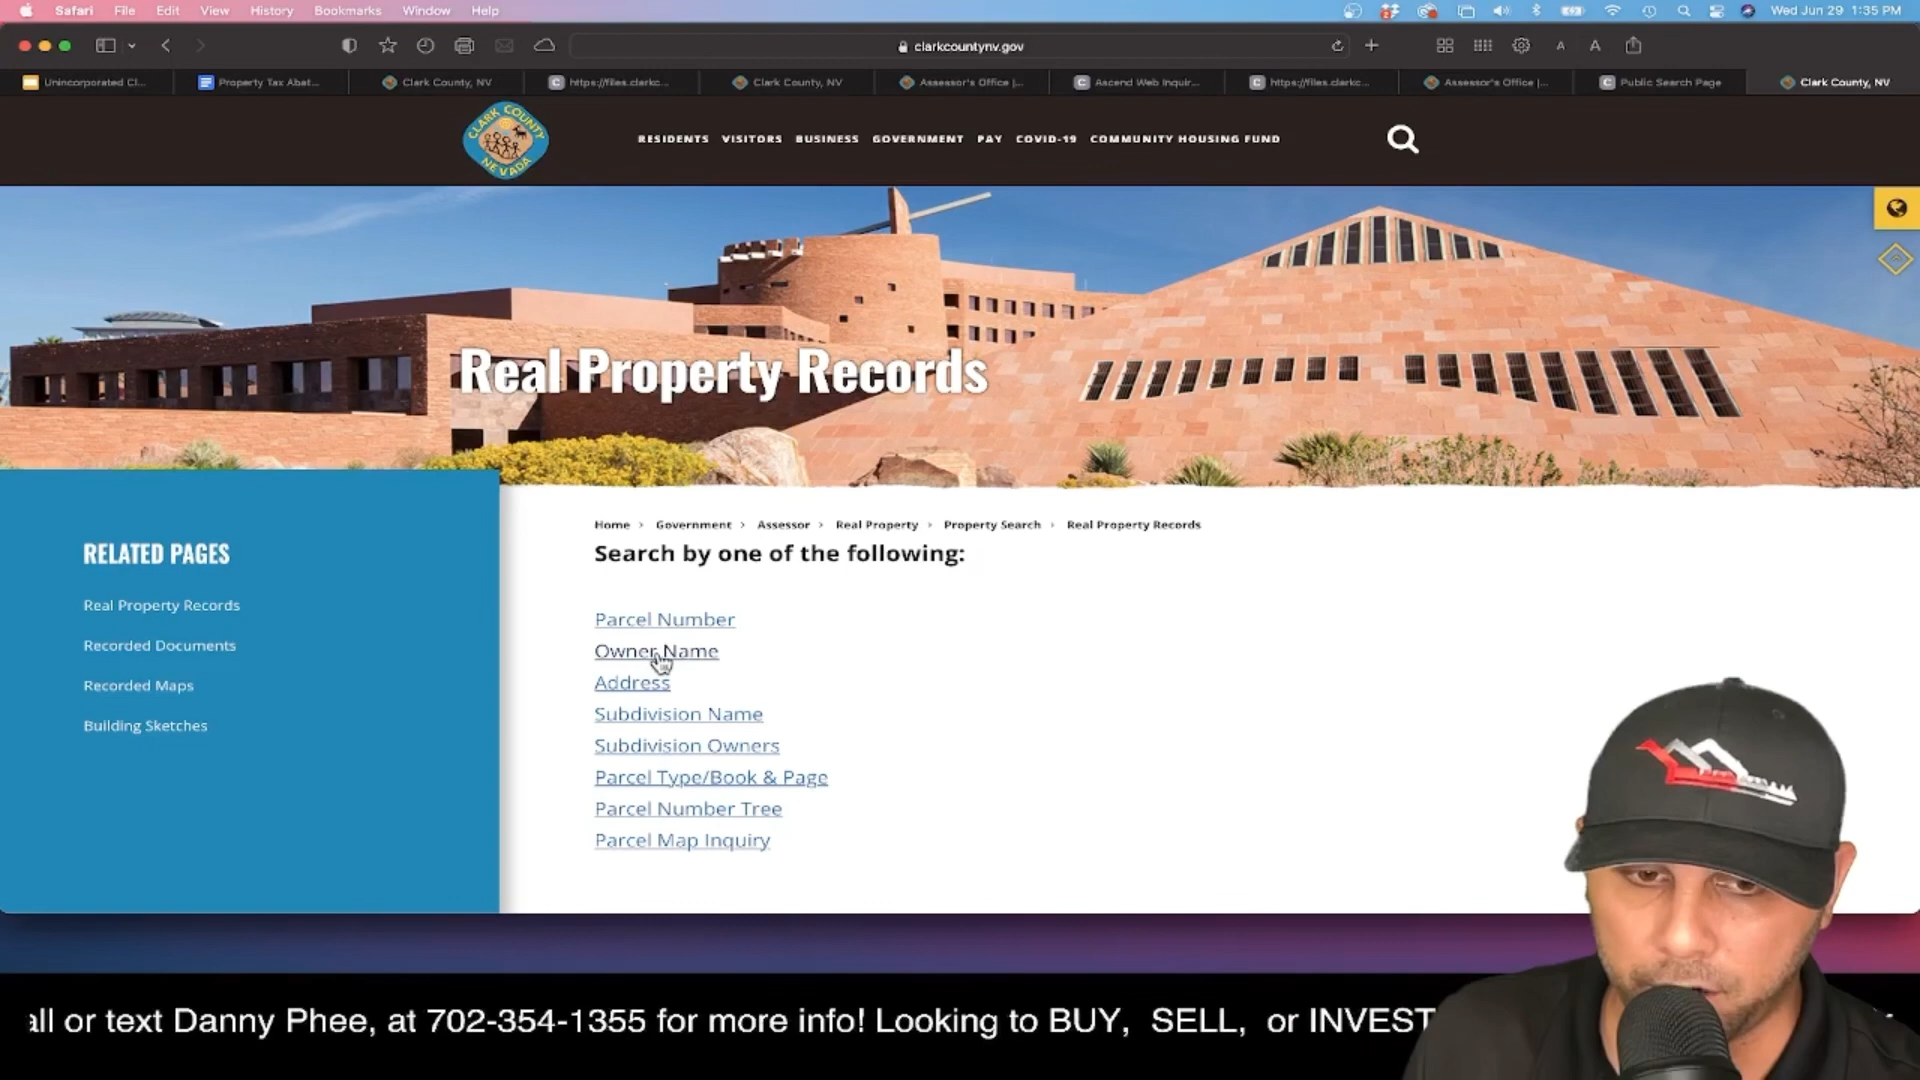 Safari File Edit View History Bookmarks Window Help Wed Jun 29 1:35 PM
clarkcountynv.gov
A A
Unincorporated Cl... Property Tax Abat... Clark County, NV https://files.clarkc... Clark County, NV Assessor's Office |... Ascend Web Inquir... https://files.clarkc... Assessor's Office |... Public Search Page Clark County, NV
CLARK COUNTY
NEVADA
RESIDENTS VISITORS BUSINESS GOVERNMENT PAY COVID-19 COMMUNITY HOUSING FUND
Real Property Records
Home › Government › Assessor › Real Property › Property Search › Real Property Records
Search by one of the following:
RELATED PAGES
Real Property Records
Recorded Documents
Recorded Maps
Building Sketches
Parcel Number
Owner Name
Address
Subdivision Name
Subdivision Owners
Parcel Type/Book & Page
Parcel Number Tree
Parcel Map Inquiry
all or text Danny Phee, at 702-354-1355 for more info! Looking to BUY, SELL, or INVEST